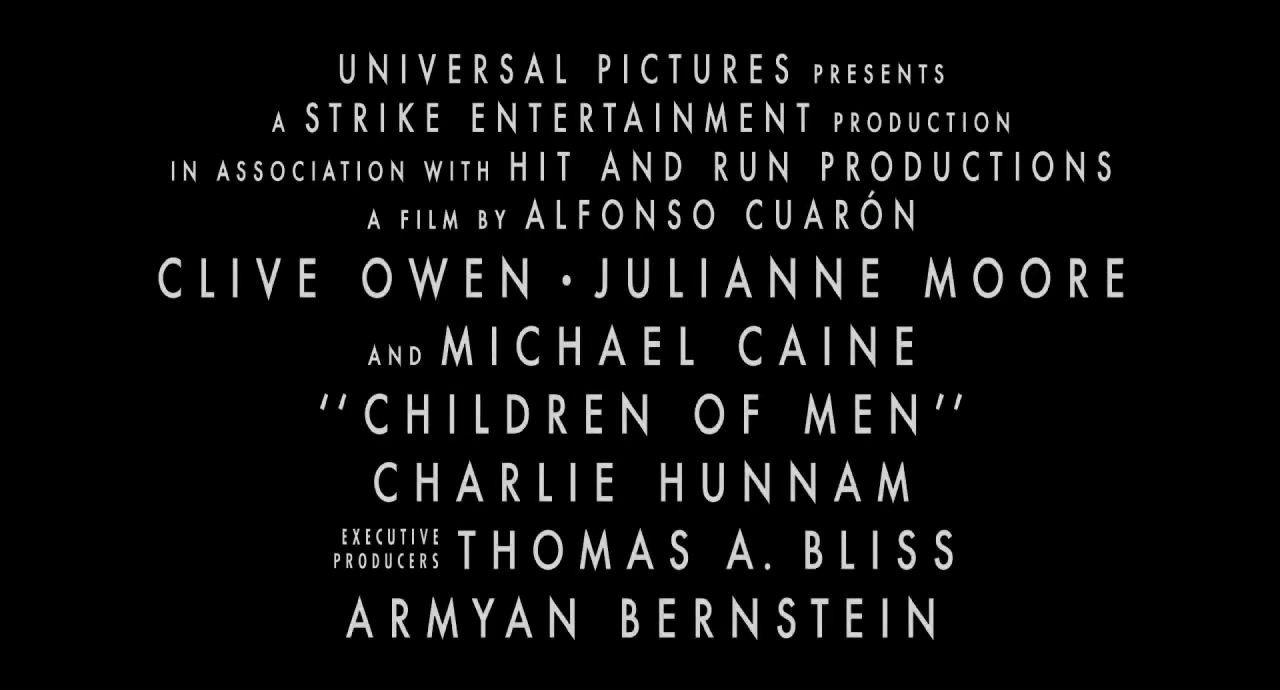 UNIVERSAL PICTURES PRESENTS
A STRIKE ENTERTAINMENT PRODUCTION
IN ASSOCIATION WITH HIT AND RUN PRODUCTIONS
A FILM BY ALFONSO CUARÓN
CLIVE OWEN · JULIANNE MOORE
AND MICHAEL CAINE
''CHILDREN OF MEN''
CHARLIE HUNNAM
EXECUTIVE PRODUCERS THOMAS A. BLISS
ARMYAN BERNSTEIN